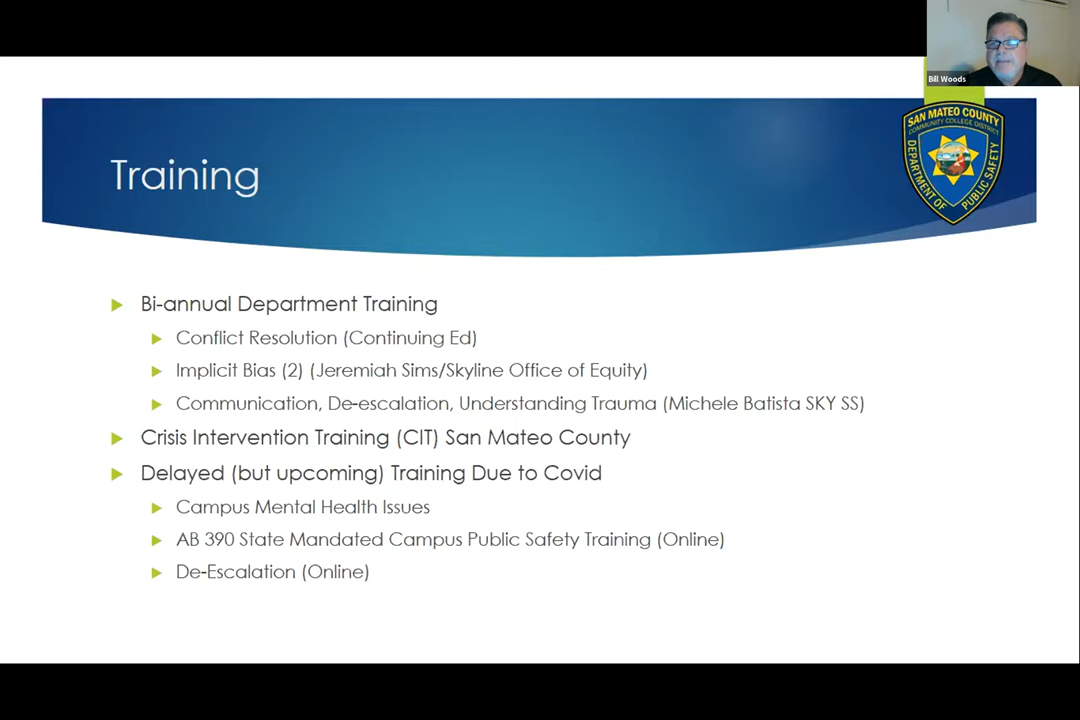 Bill Woods
SAN MATEO COUNTY
COMMUNITY COLLEGE DISTRICT
DEPARTMENT OF
PUBLIC SAFETY
Training
Bi-annual Department Training
Conflict Resolution (Continuing Ed)
Implicit Bias (2) (Jeremiah Sims/Skyline Office of Equity)
Communication, De-escalation, Understanding Trauma (Michele Batista SKY SS)
Crisis Intervention Training (CIT) San Mateo County
Delayed (but upcoming) Training Due to Covid
Campus Mental Health Issues
AB 390 State Mandated Campus Public Safety Training (Online)
De-Escalation (Online)